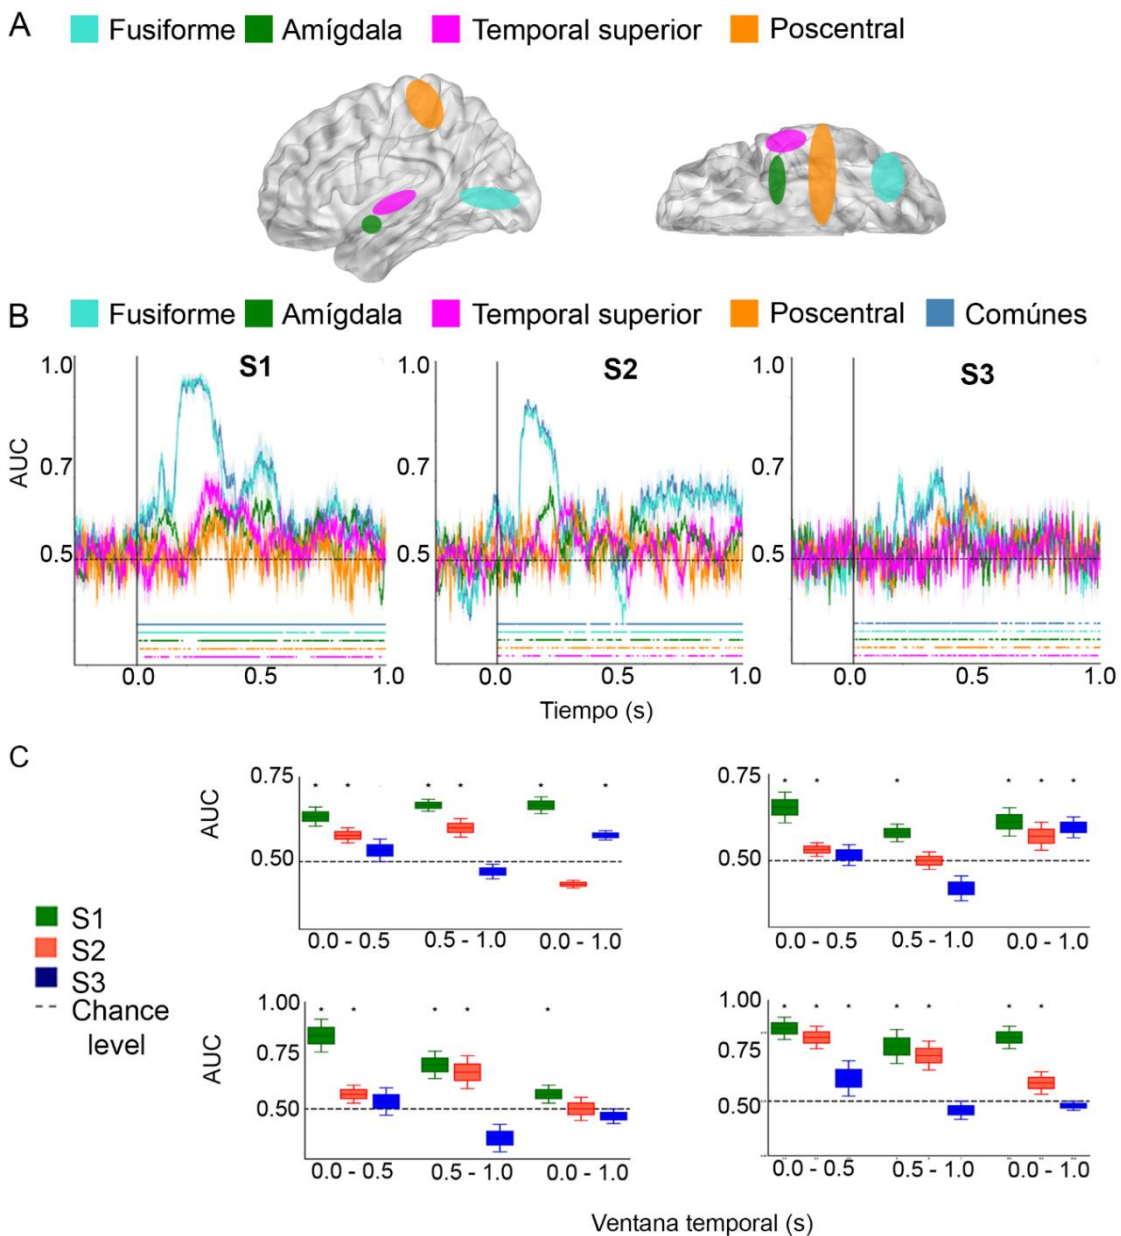 A
Fusiforme Amígdala Temporal superior Poscentral
B
Fusiforme Amígdala Temporal superior Poscentral Comúnes
S1 S2 S3
AUC
1.0 1.0 1.0
0.7 0.7 0.7
0.5 0.5 0.5
0.0 0.5 1.0 0.0 0.5 1.0 0.0 0.5 1.0
Tiempo (s)
C
AUC
0.75
0.50
0.0 - 0.5 0.5 - 1.0 0.0 - 1.0
0.75
0.50
0.0 - 0.5 0.5 - 1.0 0.0 - 1.0
S1
S2
S3
Chance
level
AUC
1.00
0.75
0.50
0.0 - 0.5 0.5 - 1.0 0.0 - 1.0
1.00
0.75
0.50
0.0 - 0.5 0.5 - 1.0 0.0 - 1.0
Ventana temporal (s)